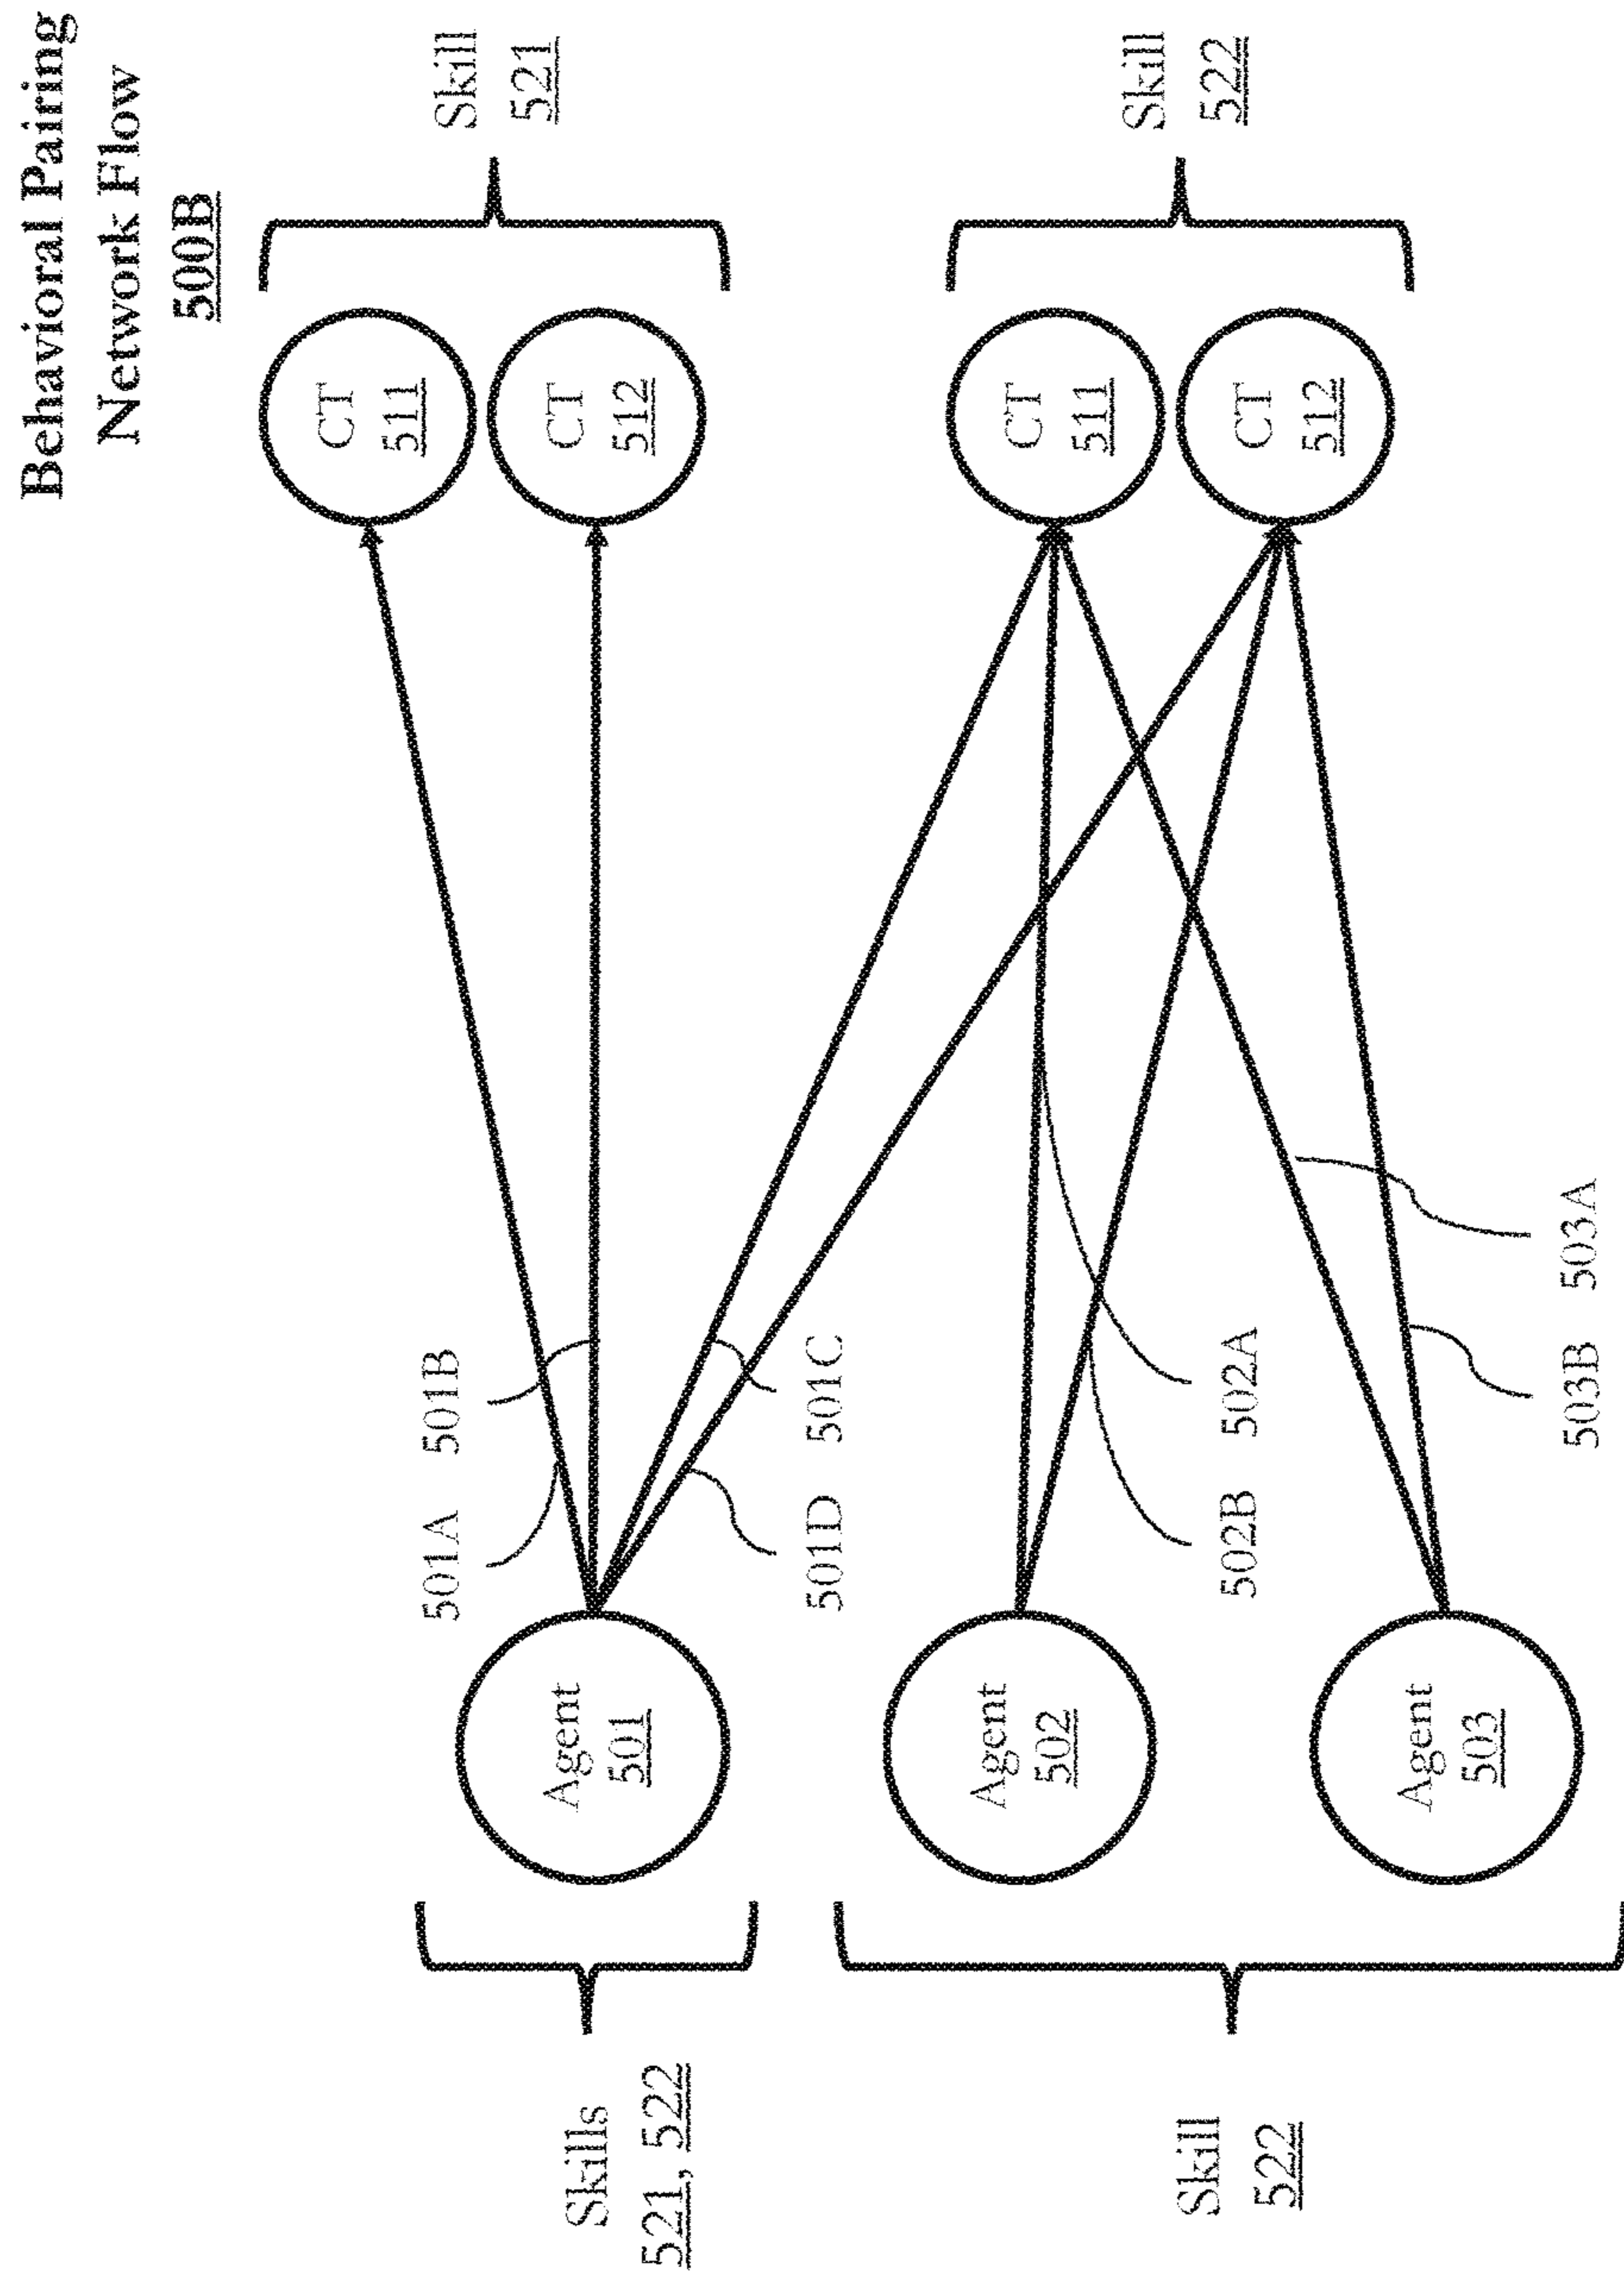 Behavioral Pairing
Network Flow
500B
CT
511
Skill
521
501A 501B
CT
512
Skills
521, 522
Agent
501
501D 501C
CT
511
Skill
522
Agent
502
Skill
522
502B 502A
CT
512
Agent
503
503B 503A